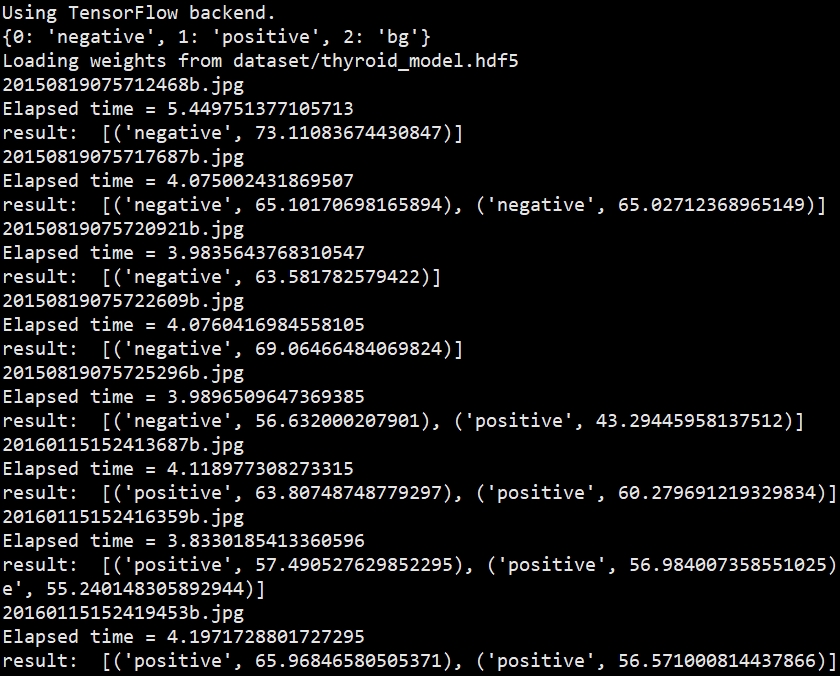 Using TensorFlow backend.
{0: 'negative', 1: 'positive', 2: 'bg'}
Loading weights from dataset/thyroid_model.hdf5
20150819075712468b.jpg
Elapsed time = 5.449751377105713
result:  [('negative', 73.11083674430847)]
20150819075717687b.jpg
Elapsed time = 4.075002431869507
result:  [('negative', 65.10170698165894), ('negative', 65.02712368965149)]
20150819075720921b.jpg
Elapsed time = 3.9835643768310547
result:  [('negative', 63.581782579422)]
20150819075722609b.jpg
Elapsed time = 4.0760416984558105
result:  [('negative', 69.06466484069824)]
20150819075725296b.jpg
Elapsed time = 3.9896509647369385
result:  [('negative', 56.632000207901), ('positive', 43.29445958137512)]
20160115152413687b.jpg
Elapsed time = 4.118977308273315
result:  [('positive', 63.80748748779297), ('positive', 60.279691219329834)]
20160115152416359b.jpg
Elapsed time = 3.8330185413360596
result:  [('positive', 57.490527629852295), ('positive', 56.984007358551025)
e', 55.240148305892944)]
20160115152419453b.jpg
Elapsed time = 4.1971728801727295
result:  [('positive', 65.96846580505371), ('positive', 56.571000814437866)]